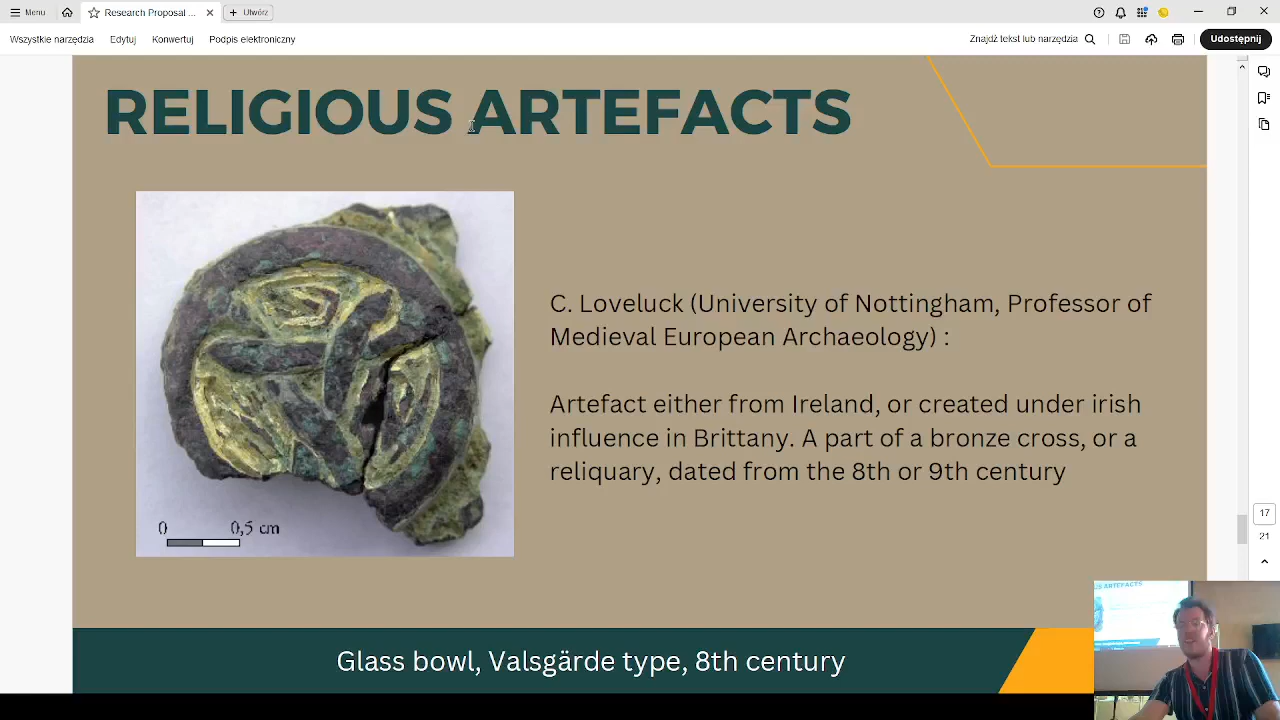 Menu
Research Proposal ...
Utwórz
Wszystkie narzędzia
Edytuj
Konwertuj
Podpis elektroniczny
Znajdź tekst lub narzędzia
Udostępnij
RELIGIOUS ARTEFACTS
C. Loveluck (University of Nottingham, Professor of
Medieval European Archaeology) :
Artefact either from Ireland, or created under irish
influence in Brittany. A part of a bronze cross, or a
reliquary, dated from the 8th or 9th century
0 0,5 cm
17
21
Glass bowl, Valsgärde type, 8th century
ARTEFACTS